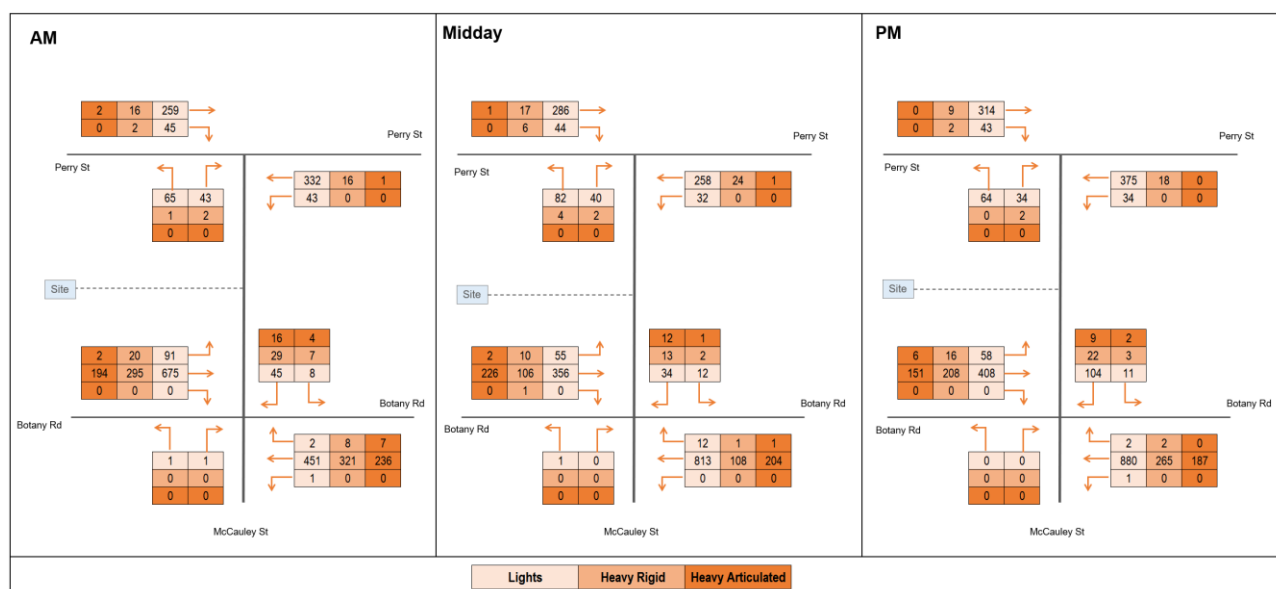 AM
2 16 259
0 2 45
Perry St
Perry St
65 43
1 2
0 0
332 16 1
43 0 0
Site
2 20 91
194 295 675
0 0 0
16 4
29 7
45 8
Botany Rd
Botany Rd
1 1
0 0
0 0
2 8 7
451 321 236
1 0 0
McCauley St
Midday
1 17 286
0 6 44
Perry St
Perry St
82 40
4 2
0 0
258 24 1
32 0 0
Site
2 10 55
226 106 356
0 1 0
12 1
13 2
34 12
Botany Rd
Botany Rd
1 0
0 0
0 0
12 1 1
813 108 204
0 0 0
McCauley St
PM
0 9 314
0 2 43
Perry St
Perry St
64 34
0 2
0 0
375 18 0
34 0 0
Site
6 16 58
151 208 408
0 0 0
9 2
22 3
104 11
Botany Rd
Botany Rd
0 0
0 0
0 0
2 2 0
880 265 187
1 0 0
McCauley St
Lights Heavy Rigid Heavy Articulated